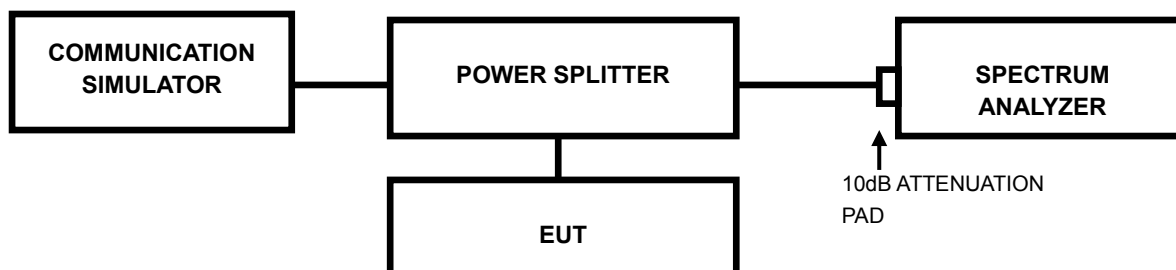 COMMUNICATION
SIMULATOR
POWER SPLITTER
SPECTRUM
ANALYZER
10dB ATTENUATION
PAD
EUT